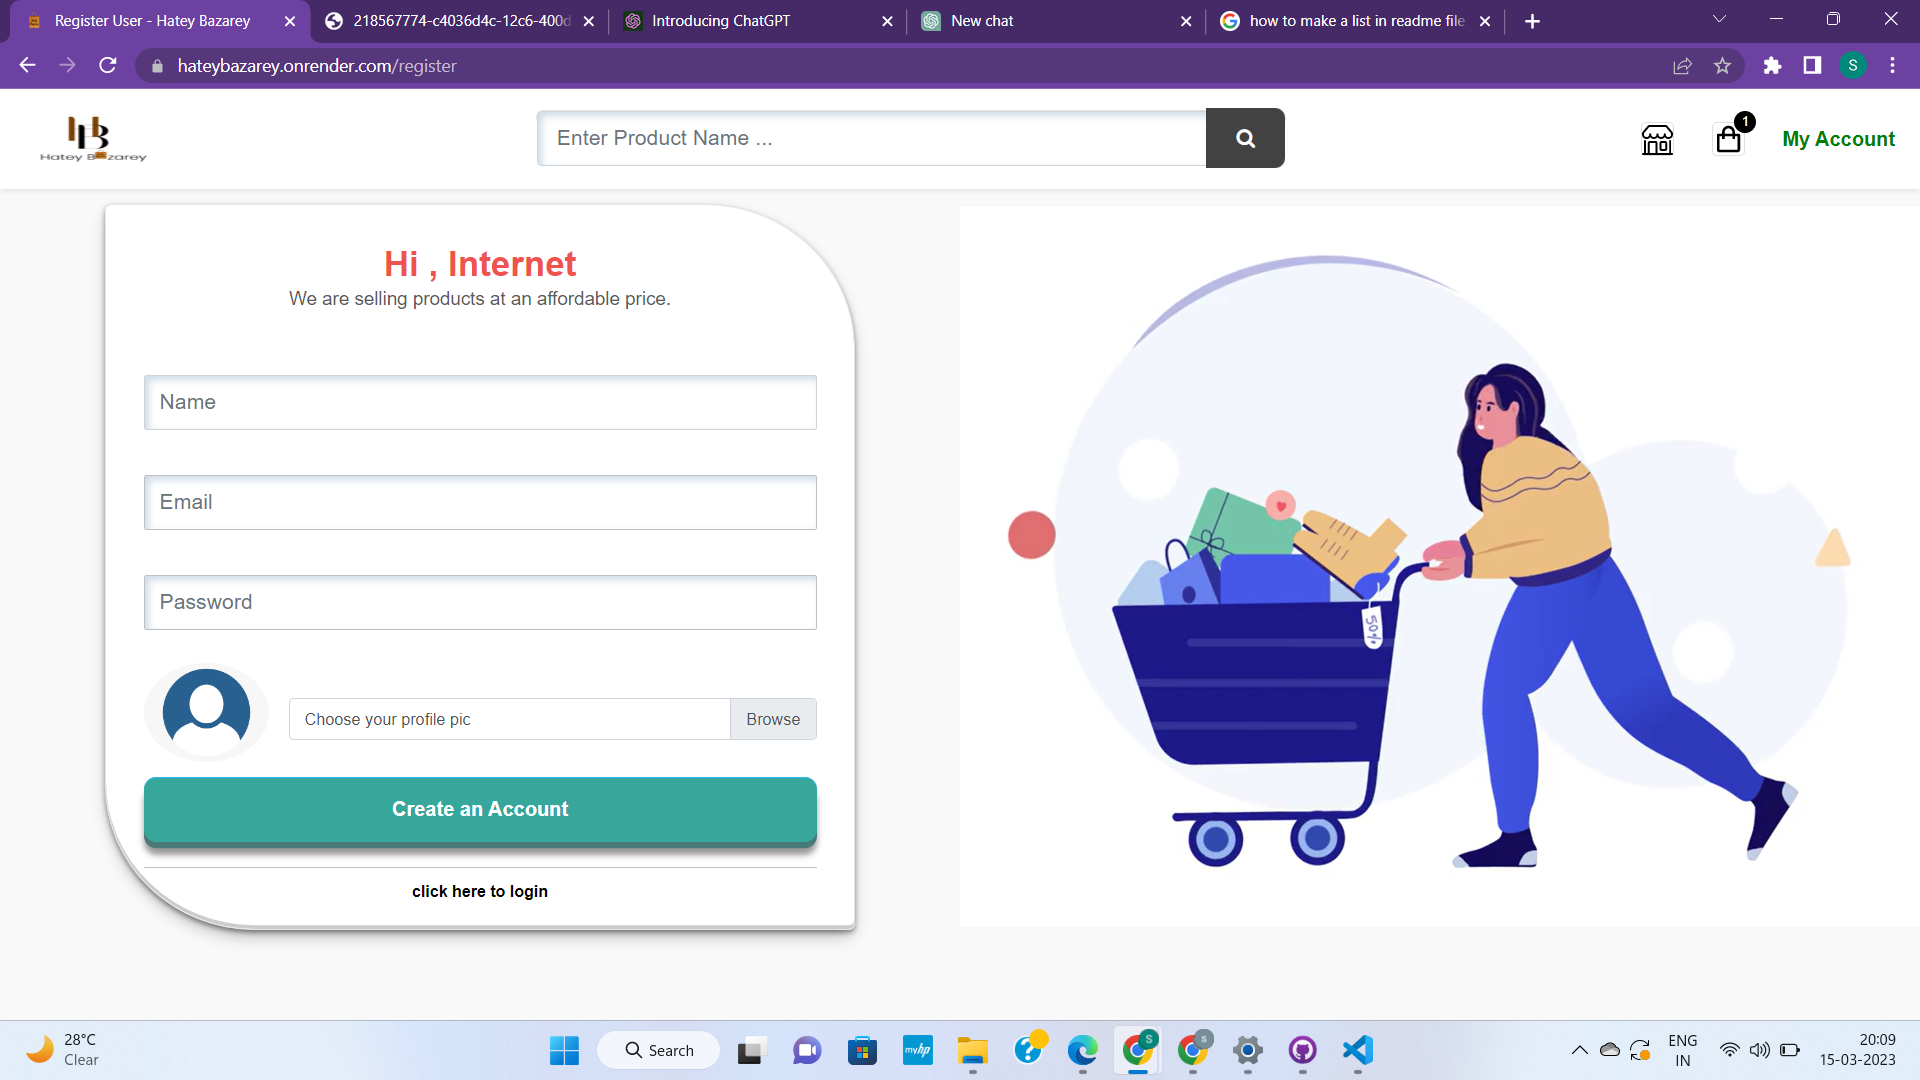 Register User - Hatey Bazarey
218567774-c4036d4c-12c6-400d
Introducing ChatGPT
New chat
how to make a list in readme file
hateybazarey.onrender.com/register
S
Hatey Bazarey
Enter Product Name ...
1
My Account
Hi , Internet
We are selling products at an affordable price.
Name
Email
Password
Choose your profile pic
Browse
Create an Account
click here to login
50%
28°C
Clear
Search
myhp
S
S
ENG
IN
20:09
15-03-2023